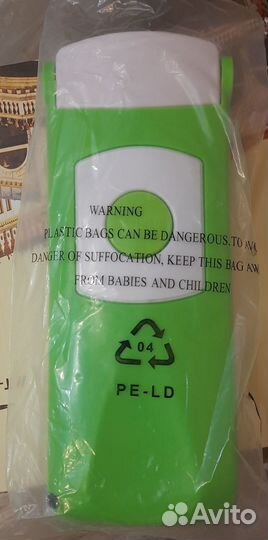 WARNING
PLASTIC BAGS CAN BE DANGEROUS.TO
DANGER OF SUFFOCATION, KEEP THIS BAG
FROM BABIES AND CHILDREN
04
PE-LD
Avito